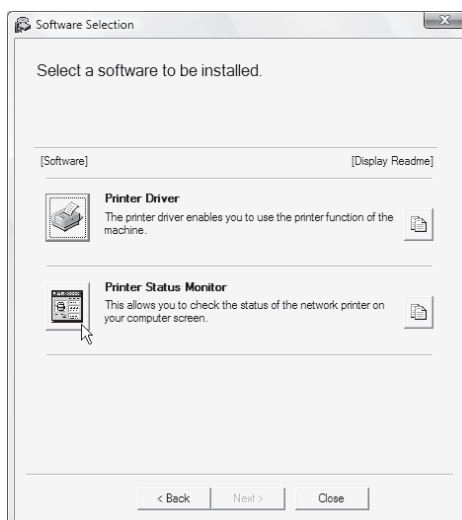 Software Selection
Select a software to be installed.
[Software] [Display Readme]
Printer Driver
The printer driver enables you to use the printer function of the
machine.
Printer Status Monitor
This allows you to check the status of the network printer on
your computer screen.
< Back Next > Close